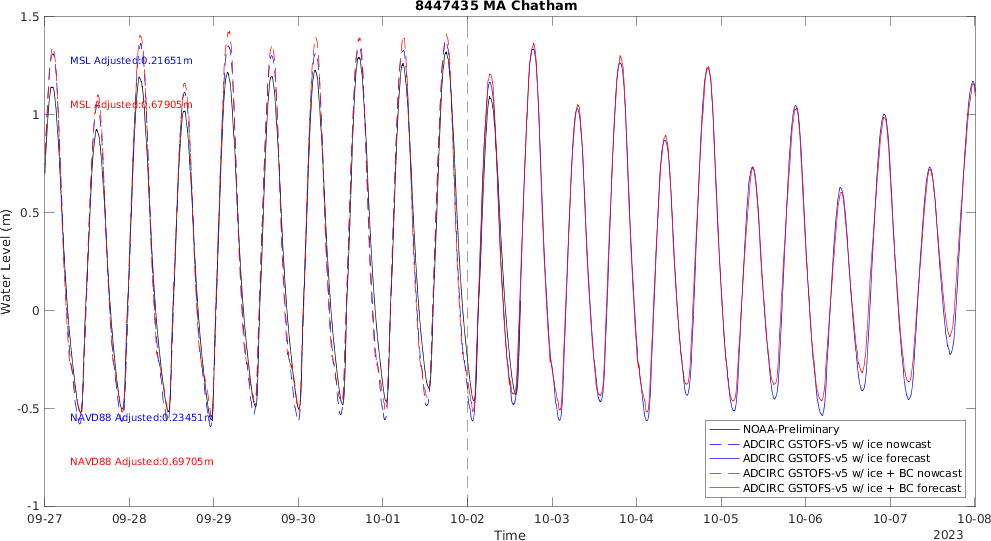 8447435 MA Chatham
1.5
MSL Adjusted:0.21651m
MSL Adjusted:0.67905m
1
0.5
Water Level (m)
0
-0.5
NAVD88 Adjusted:0.23451m
NAVD88 Adjusted:0.69705m
-1
NOAA-Preliminary
ADCIRC GSTOFS-v5 w/ ice nowcast
ADCIRC GSTOFS-v5 w/ ice forecast
ADCIRC GSTOFS-v5 w/ ice + BC nowcast
ADCIRC GSTOFS-v5 w/ ice + BC forecast
09-27 09-28 09-29 09-30 10-01 10-02 10-03 10-04 10-05 10-06 10-07 10-08
Time
2023